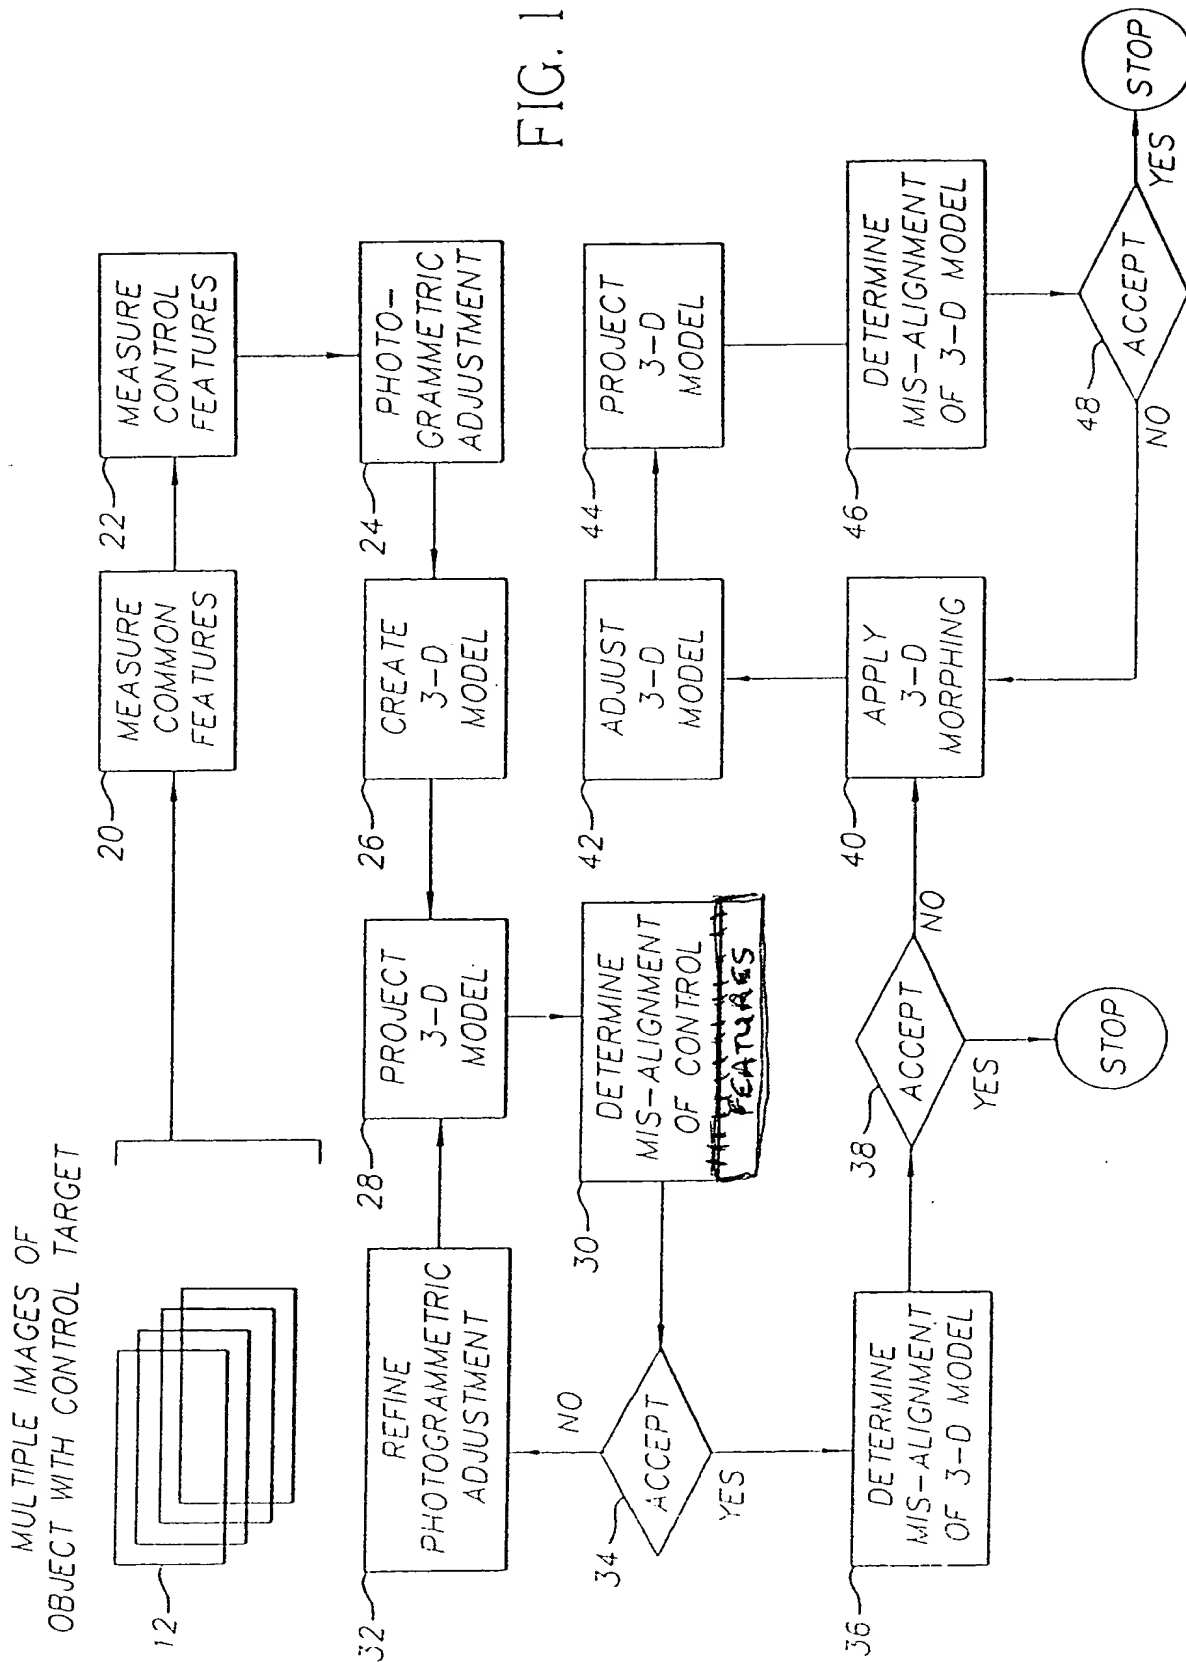 MULTIPLE IMAGES OF
OBJECT WITH CONTROL TARGET
12
20
MEASURE
COMMON
FEATURES
22
MEASURE
CONTROL
FEATURES
24
PHOTO-
GRAMMETRIC
ADJUSTMENT
26
CREATE
3-D
MODEL
28
PROJECT
3-D
MODEL
32
REFINE
PHOTOGRAMMETRIC
ADJUSTMENT
30
DETERMINE
MIS-ALIGNMENT
OF CONTROL
FEATURES
34
ACCEPT
NO
YES
36
DETERMINE
MIS-ALIGNMENT
OF 3-D MODEL
38
ACCEPT
NO
YES
STOP
40
APPLY
3-D
MORPHING
42
ADJUST
3-D
MODEL
44
PROJECT
3-D
MODEL
46
DETERMINE
MIS-ALIGNMENT
OF 3-D MODEL
48
ACCEPT
NO
YES
STOP
FIG. 1